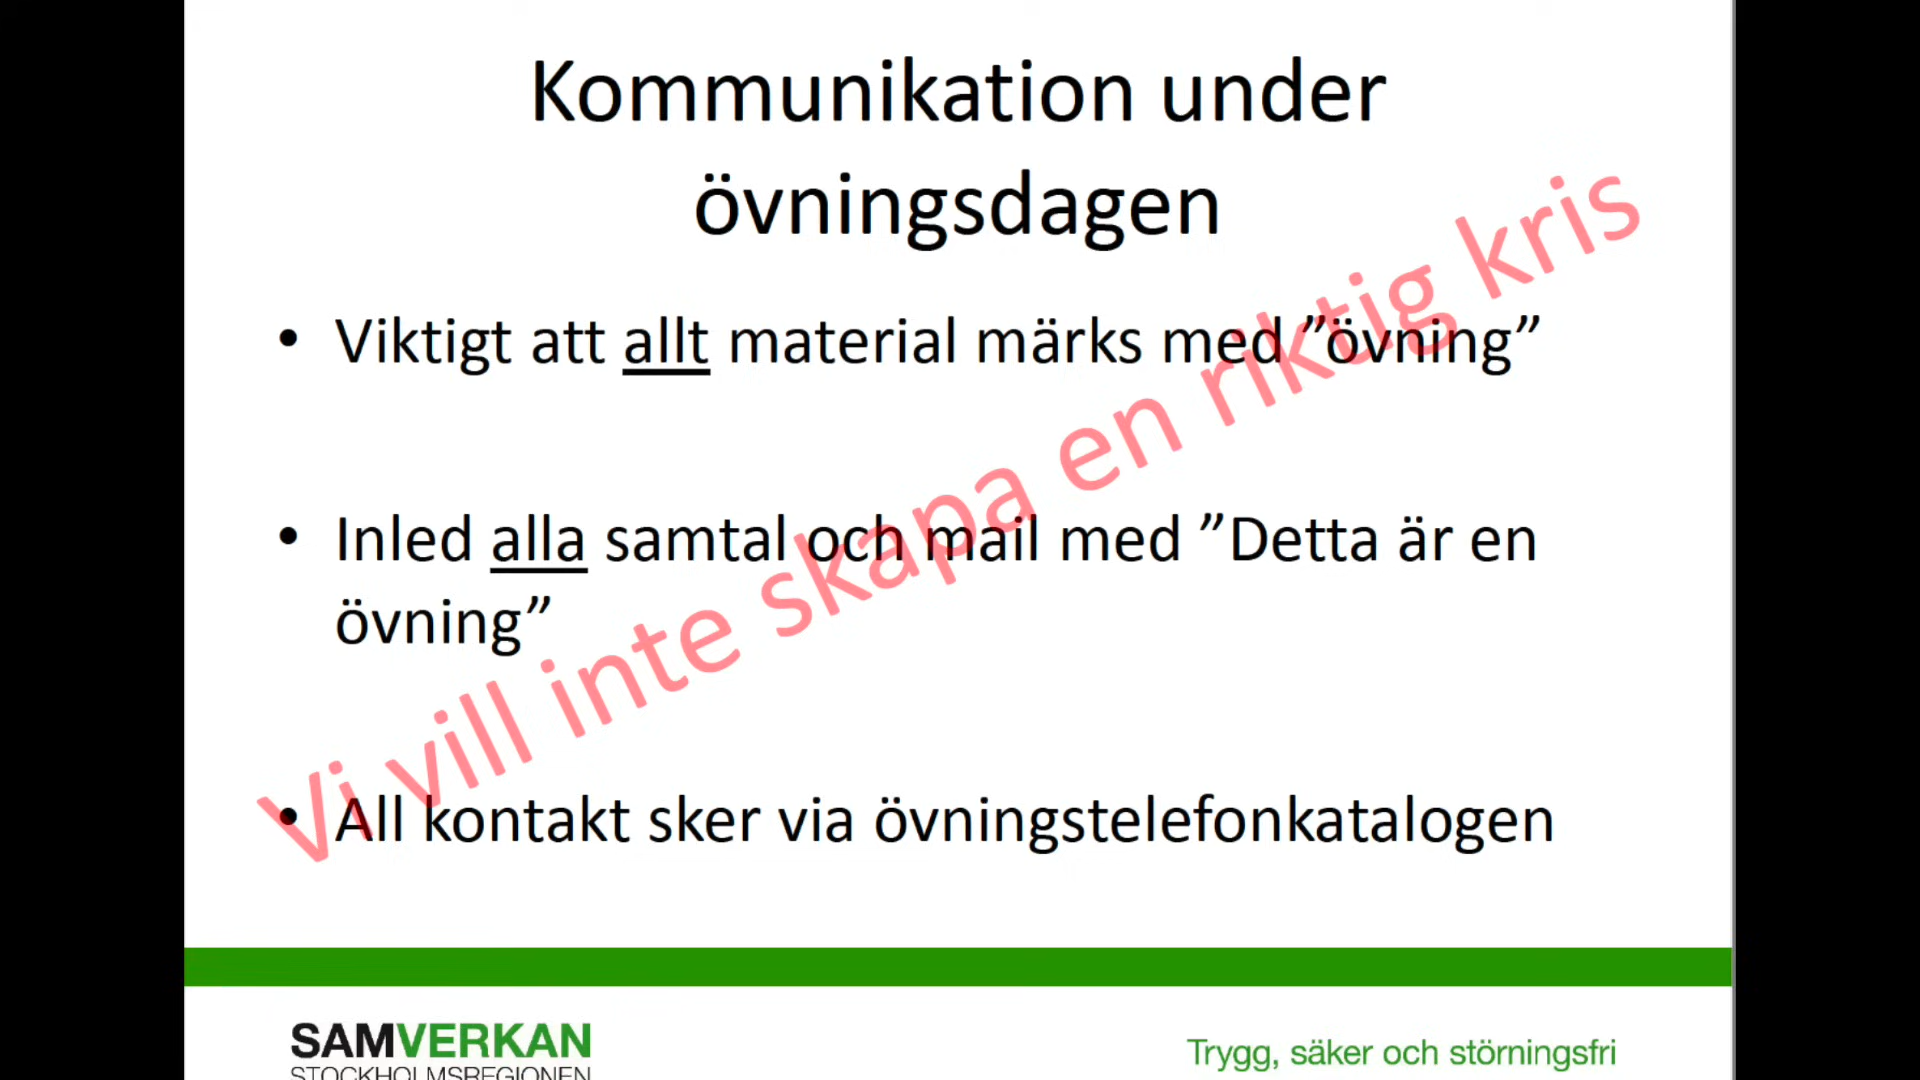 Kommunikation under
övningsdagen
• Viktigt att allt material märks med ”övning”
• Inled alla samtal och mail med ”Detta är en
övning”
• All kontakt sker via övningstelefonkatalogen
Vi vill inte skapa en riktig kris
SAMVERKAN
STOCKHOLMSREGIONEN
Trygg, säker och störningsfri